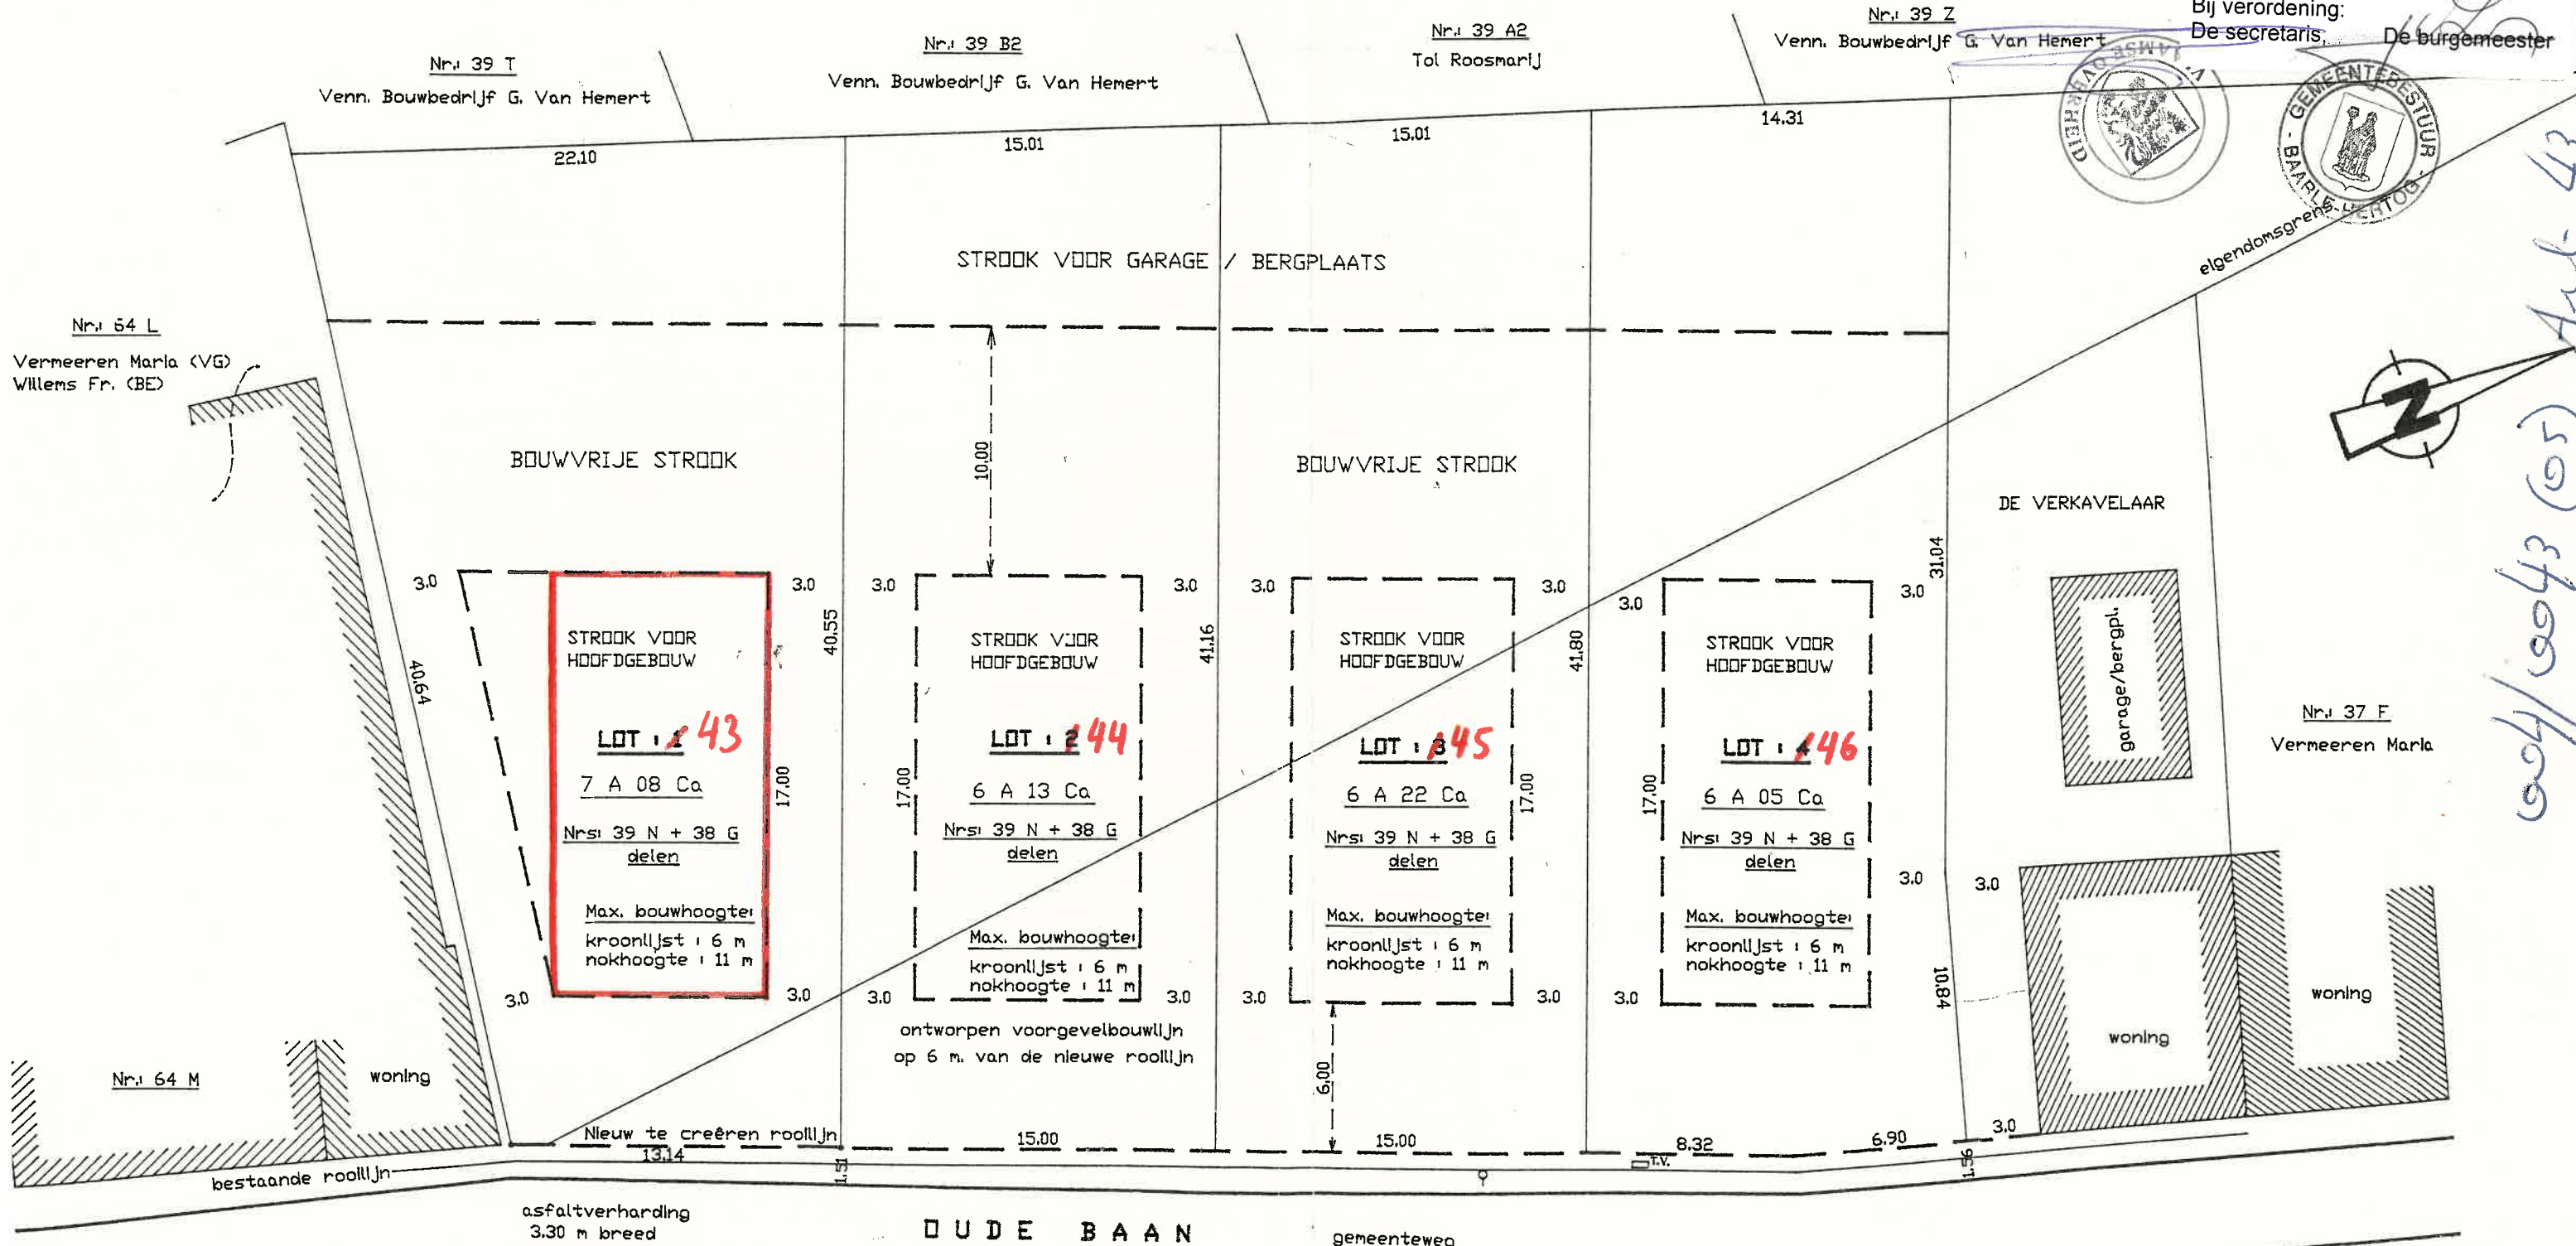 Nr.: 39 T
Venn. Bouwbedrijf G. Van Hemert
Nr.: 39 B2
Venn. Bouwbedrijf G. Van Hemert
Nr.: 39 A2
Tol Roosmarij
Nr.: 39 Z
Venn. Bouwbedrijf G. Van Hemert
Bij verordening:
De secretaris,
De burgemeester
GEMEENTEBESTUUR
- BAARLE-HERTOG -
22.10
15.01
15.01
14.31
STROOK VOOR GARAGE / BERGPLAATS
eigendomsgrens
Nr.: 64 L
Vermeeren Maria (VG)
Willems Fr. (BE)
BOUWVRIJE STROOK
10.00
BOUWVRIJE STROOK
DE VERKAVELAAR
N
31.04
3.0
3.0
3.0
3.0
3.0
3.0
3.0
3.0
40.64
40.55
41.16
41.80
STROOK VOOR
HOOFDGEBOUW
LOT : 1 43
7 A 08 Ca
Nrs: 39 N + 38 G
delen
Max. bouwhoogte:
kroonlijst : 6 m
nokhoogte : 11 m
17.00
STROOK VOOR
HOOFDGEBOUW
LOT : 2 44
6 A 13 Ca
Nrs: 39 N + 38 G
delen
Max. bouwhoogte:
kroonlijst : 6 m
nokhoogte : 11 m
17.00
STROOK VOOR
HOOFDGEBOUW
LOT : 3 45
6 A 22 Ca
Nrs: 39 N + 38 G
delen
Max. bouwhoogte:
kroonlijst : 6 m
nokhoogte : 11 m
17.00
STROOK VOOR
HOOFDGEBOUW
LOT : 4 46
6 A 05 Ca
Nrs: 39 N + 38 G
delen
Max. bouwhoogte:
kroonlijst : 6 m
nokhoogte : 11 m
17.00
garage/bergpl.
Nr.: 37 F
Vermeeren Maria
3.0
3.0
3.0
3.0
3.0
3.0
3.0
3.0
3.0
10.84
woning
woning
ontworpen voorgevelbouwlijn
op 6 m. van de nieuwe rooilijn
6.00
Nr.: 64 M
woning
Nieuw te creëren rooilijn
13.14
15.00
15.00
8.32
6.90
3.0
1.51
T.V.
1.56
bestaande rooilijn
asfaltverharding
3.30 m breed
OUDE BAAN
gemeenteweg